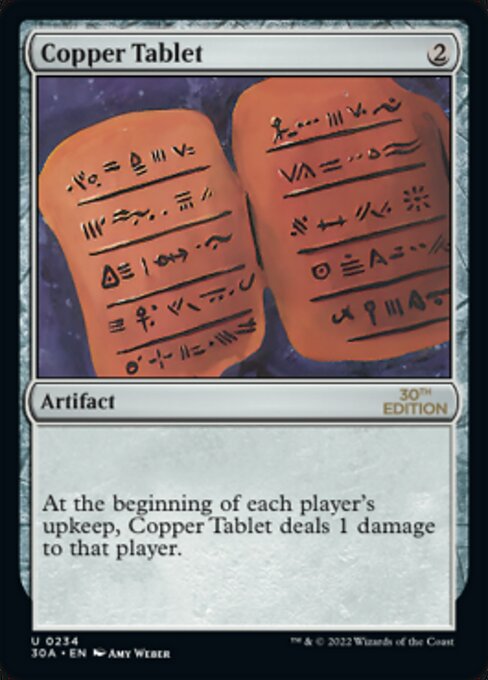 Copper Tablet 2
Artifact
30TH
EDITION
At the beginning of each player's
upkeep, Copper Tablet deals 1 damage
to that player.
U 0234
30A • EN Amy Weber
™ & © 2022 Wizards of the Coast